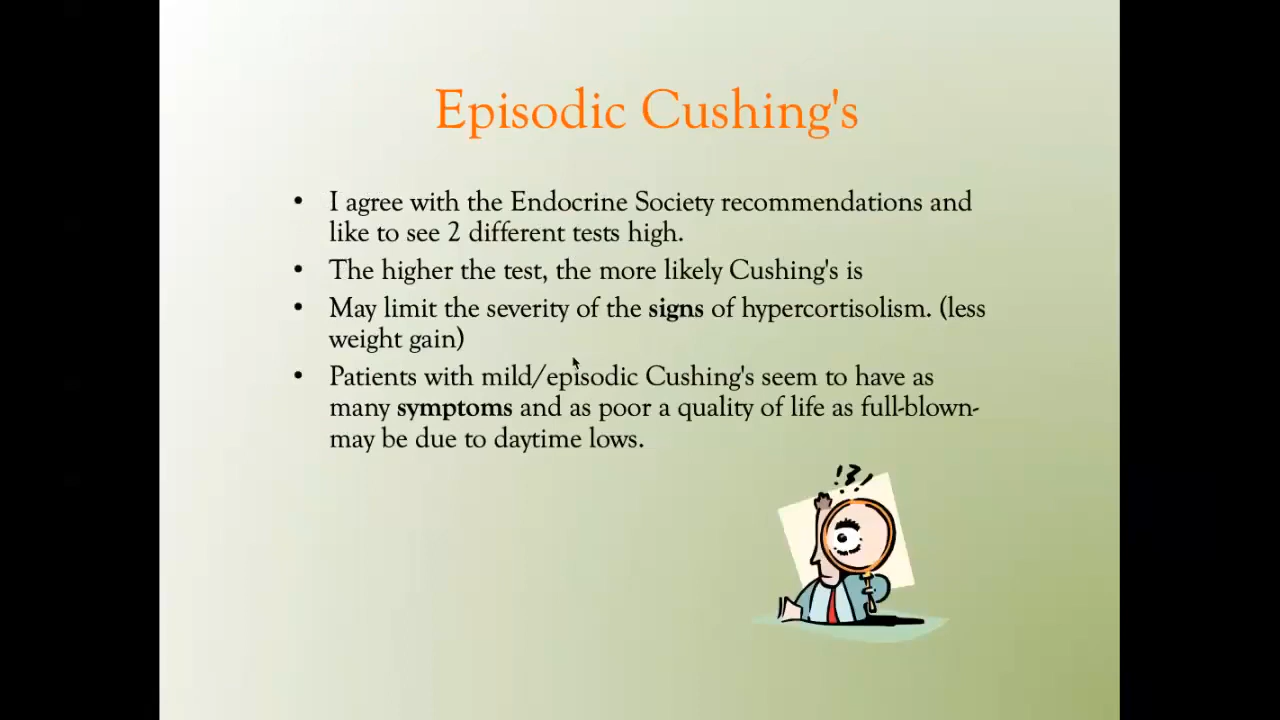 Episodic Cushing's
• I agree with the Endocrine Society recommendations and
like to see 2 different tests high.
• The higher the test, the more likely Cushing's is
• May limit the severity of the signs of hypercortisolism. (less
weight gain)
• Patients with mild/episodic Cushing's seem to have as
many symptoms and as poor a quality of life as full-blown-
may be due to daytime lows.
!?!